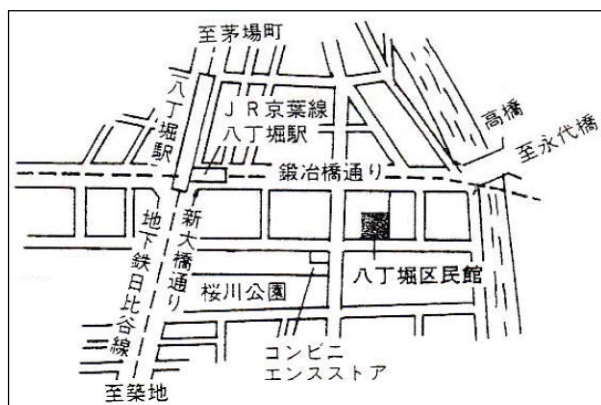 至茅場町
八丁堀駅
JR京葉線
八丁堀駅
高橋
至永代橋
鍛冶橋通り
新大橋通り
地下鉄日比谷線
八丁堀区民館
桜川公園
コンビニ
エンスストア
至築地